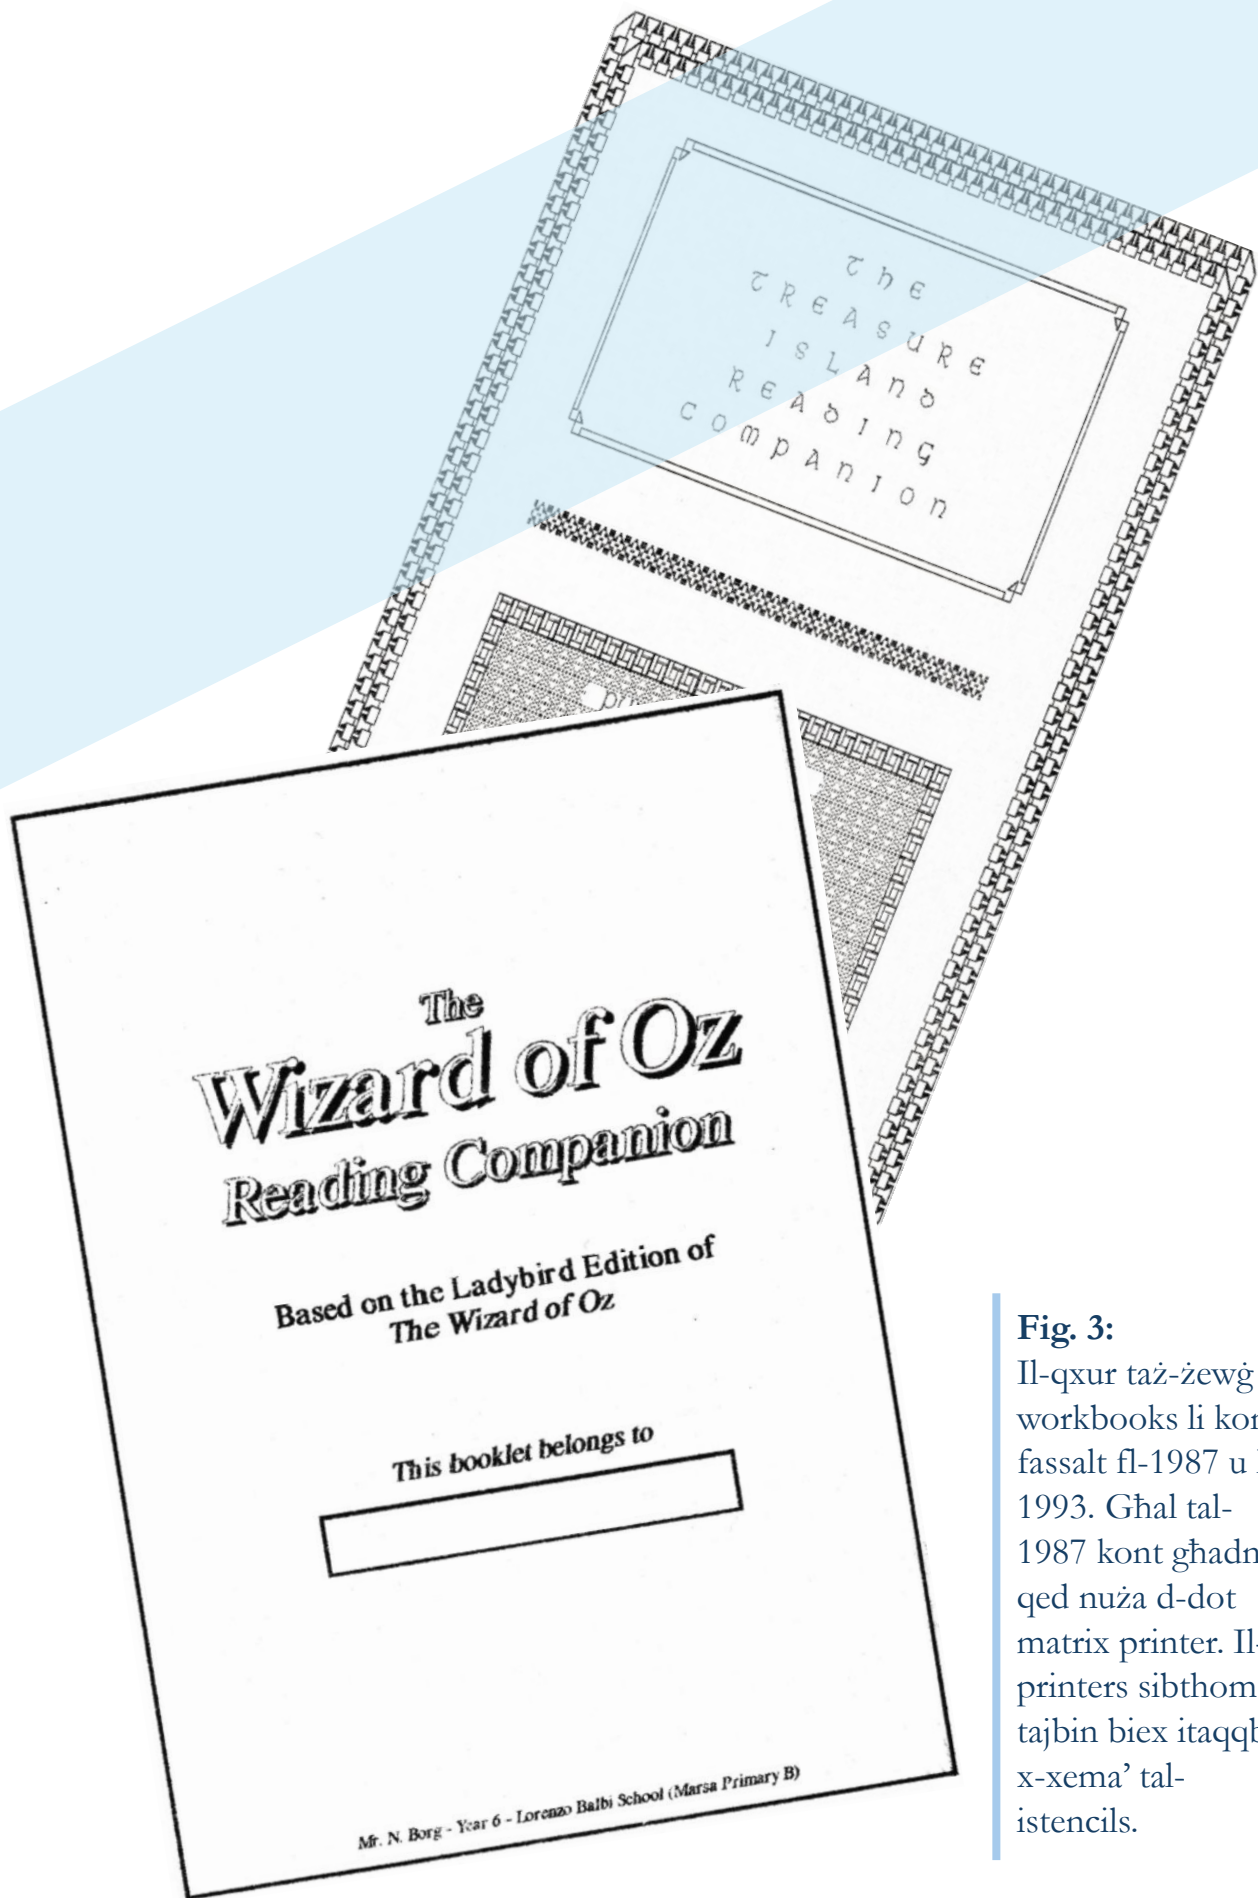 THE
TREASURE
ISLAND
READING
COMPANION
The
Wizard of Oz
Reading Companion
Based on the Ladybird Edition of
The Wizard of Oz
This booklet belongs to
Mr. N. Borg - Year 6 - Lorenzo Balbi School (Marsa Primary B)
Fig. 3:
Il-qxur taż-żewġ
workbooks li
fassalt fl-1987 u
1993. Għal tal-
1987 kont
qed nuża d-dot
matrix printer. Il-
printers sibthom
tajbin biex
x-xema’ tal-
istencils.